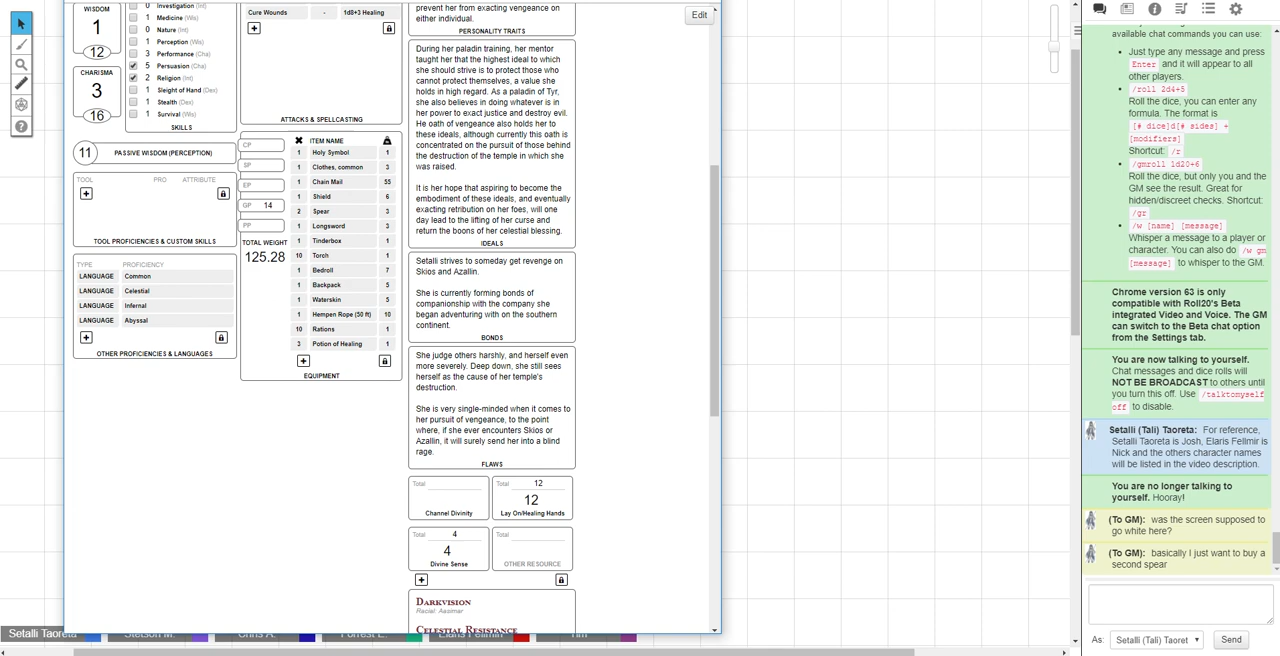 WISDOM
1
12
CHARISMA
3
16
0 Investigation (Int)
1 Medicine (Wis)
0 Nature (Int)
1 Perception (Wis)
3 Performance (Cha)
5 Persuasion (Cha)
2 Religion (Int)
1 Sleight of Hand (Dex)
1 Stealth (Dex)
1 Survival (Wis)
SKILLS
11 PASSIVE WISDOM (PERCEPTION)
TOOL PRO ATTRIBUTE
TOOL PROFICIENCIES & CUSTOM SKILLS
TYPE PROFICIENCY
LANGUAGE Common
LANGUAGE Celestial
LANGUAGE Infernal
LANGUAGE Abyssal
OTHER PROFICIENCIES & LANGUAGES
Cure Wounds - 1d8+3 Healing
ATTACKS & SPELLCASTING
CP
SP
EP
GP 14
PP
TOTAL WEIGHT
125.28
ITEM NAME
1 Holy Symbol 1
1 Clothes, common 3
1 Chain Mail 55
1 Shield 6
2 Spear 3
1 Longsword 3
1 Tinderbox 1
10 Torch 1
1 Bedroll 7
1 Backpack 5
1 Waterskin 5
1 Hempen Rope (50 ft) 10
10 Rations 1
3 Potion of Healing 1
EQUIPMENT
prevent her from exacting vengeance on
either individual.
PERSONALITY TRAITS
During her paladin training, her mentor
taught her that the highest ideal to which
she should strive is to protect those who
cannot protect themselves, a value she
holds in high regard. As a paladin of Tyr,
she also believes in doing whatever is in
her power to exact justice and destroy evil.
He oath of vengeance also holds her to
these ideals, although currently this oath is
concentrated on the pursuit of those behind
the destruction of the temple in which she
was raised.
It is her hope that aspiring to become the
embodiment of these ideals, and eventually
exacting retribution on her foes, will one
day lead to the lifting of her curse and
return the boons of her celestial blessing.
IDEALS
Setalli strives to someday get revenge on
Skios and Azallin.
She is currently forming bonds of
companionship with the company she
began adventuring with on the southern
continent.
BONDS
She judge others harshly, and herself even
more severely. Deep down, she still sees
herself as the cause of her temple's
destruction.
She is very single-minded when it comes to
her pursuit of vengeance, to the point
where, if she ever encounters Skios or
Azallin, it will surely send her into a blind
rage.
FLAWS
Total
Channel Divinity
Total 12
12
Lay On/Healing Hands
Total 4
4
Divine Sense
Total
OTHER RESOURCE
DARKVISION
Racial: Aasimar
CELESTIAL RESISTANCE
Edit
Setalli Taoreta
Stetson M.
Chris A.
Forrest L.
Elaris Fellmir
Tim
available chat commands you can use:
Just type any message and press
Enter and it will appear to all
other players.
/roll 2d4+5
Roll the dice, you can enter any
formula. The format is
[# dice]d[# sides] +
[modifiers]
Shortcut: /r
/gmroll 1d20+6
Roll the dice, but only you and the
GM see the result. Great for
hidden/discreet checks. Shortcut:
/gr
/w [name] [message]
Whisper a message to a player or
character. You can also do /w gm
[message] to whisper to the GM.
Chrome version 63 is only
compatible with Roll20's Beta
integrated Video and Voice. The GM
can switch to the Beta chat option
from the Settings tab.
You are now talking to yourself.
Chat messages and dice rolls will
NOT BE BROADCAST to others until
you turn this off. Use /talktomyself
off to disable.
Setalli (Tali) Taoreta: For reference,
Setalli Taoreta is Josh, Elaris Fellmir is
Nick and the others character names
will be listed in the video description.
You are no longer talking to
yourself. Hooray!
(To GM): was the screen supposed to
go white here?
(To GM): basically I just want to buy a
second spear
As: Setalli (Tali) Taoret
Send